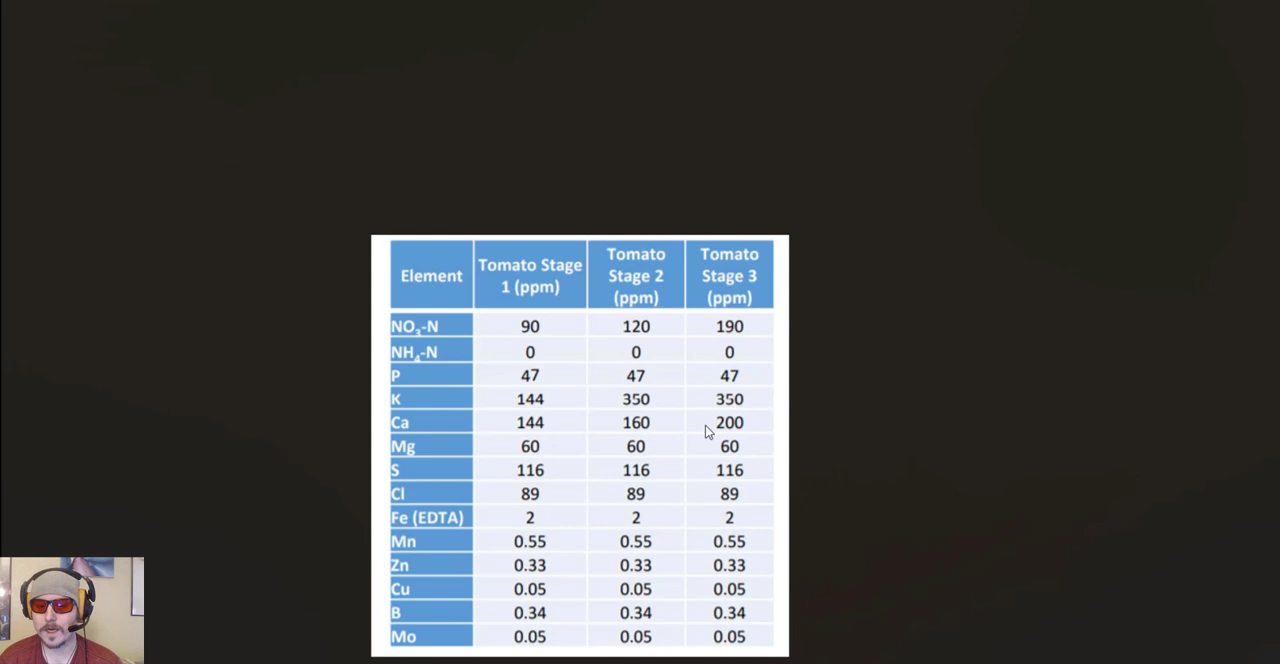 Element Tomato Stage 1 (ppm) Tomato Stage 2 (ppm) Tomato Stage 3 (ppm)
NO₃-N 90 120 190
NH₄-N 0 0 0
P 47 47 47
K 144 350 350
Ca 144 160 200
Mg 60 60 60
S 116 116 116
Cl 89 89 89
Fe (EDTA) 2 2 2
Mn 0.55 0.55 0.55
Zn 0.33 0.33 0.33
Cu 0.05 0.05 0.05
B 0.34 0.34 0.34
Mo 0.05 0.05 0.05